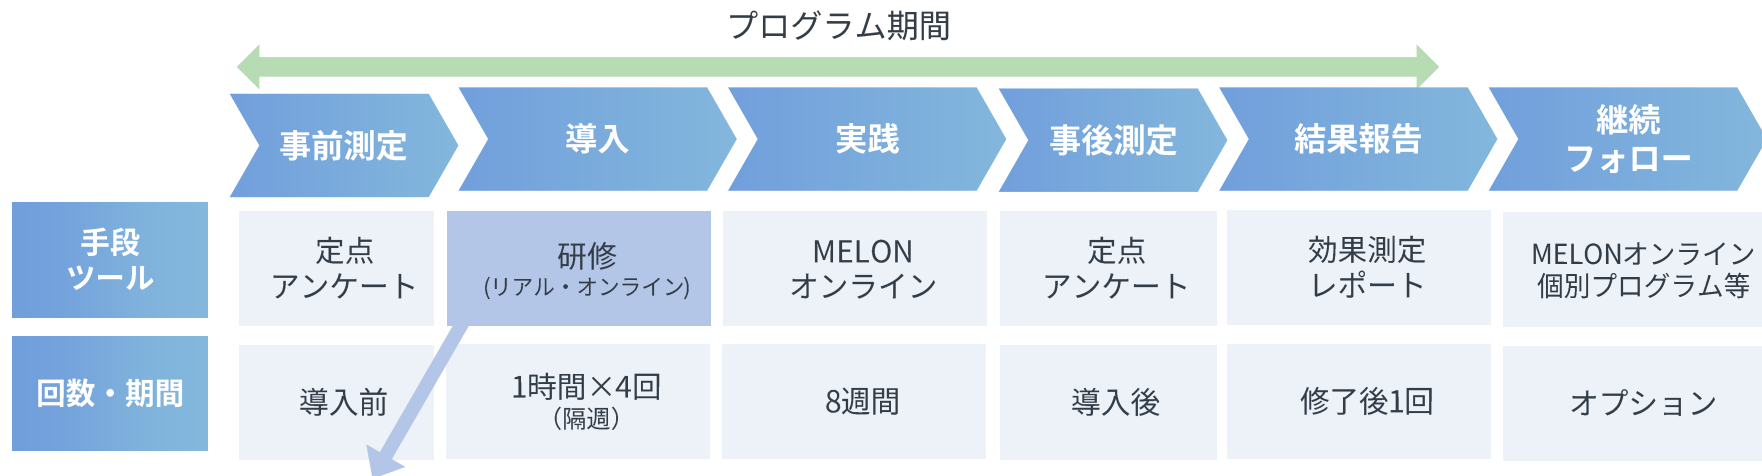 プログラム期間
事前測定
導入
実践
事後測定
結果報告
継続
フォロー
手段
ツール
定点
アンケート
研修
(リアル・オンライン)
MELON
オンライン
定点
アンケート
効果測定
レポート
MELONオンライン
個別プログラム等
回数・期間
導入前
1時間×4回
（隔週）
8週間
導入後
修了後1回
オプション